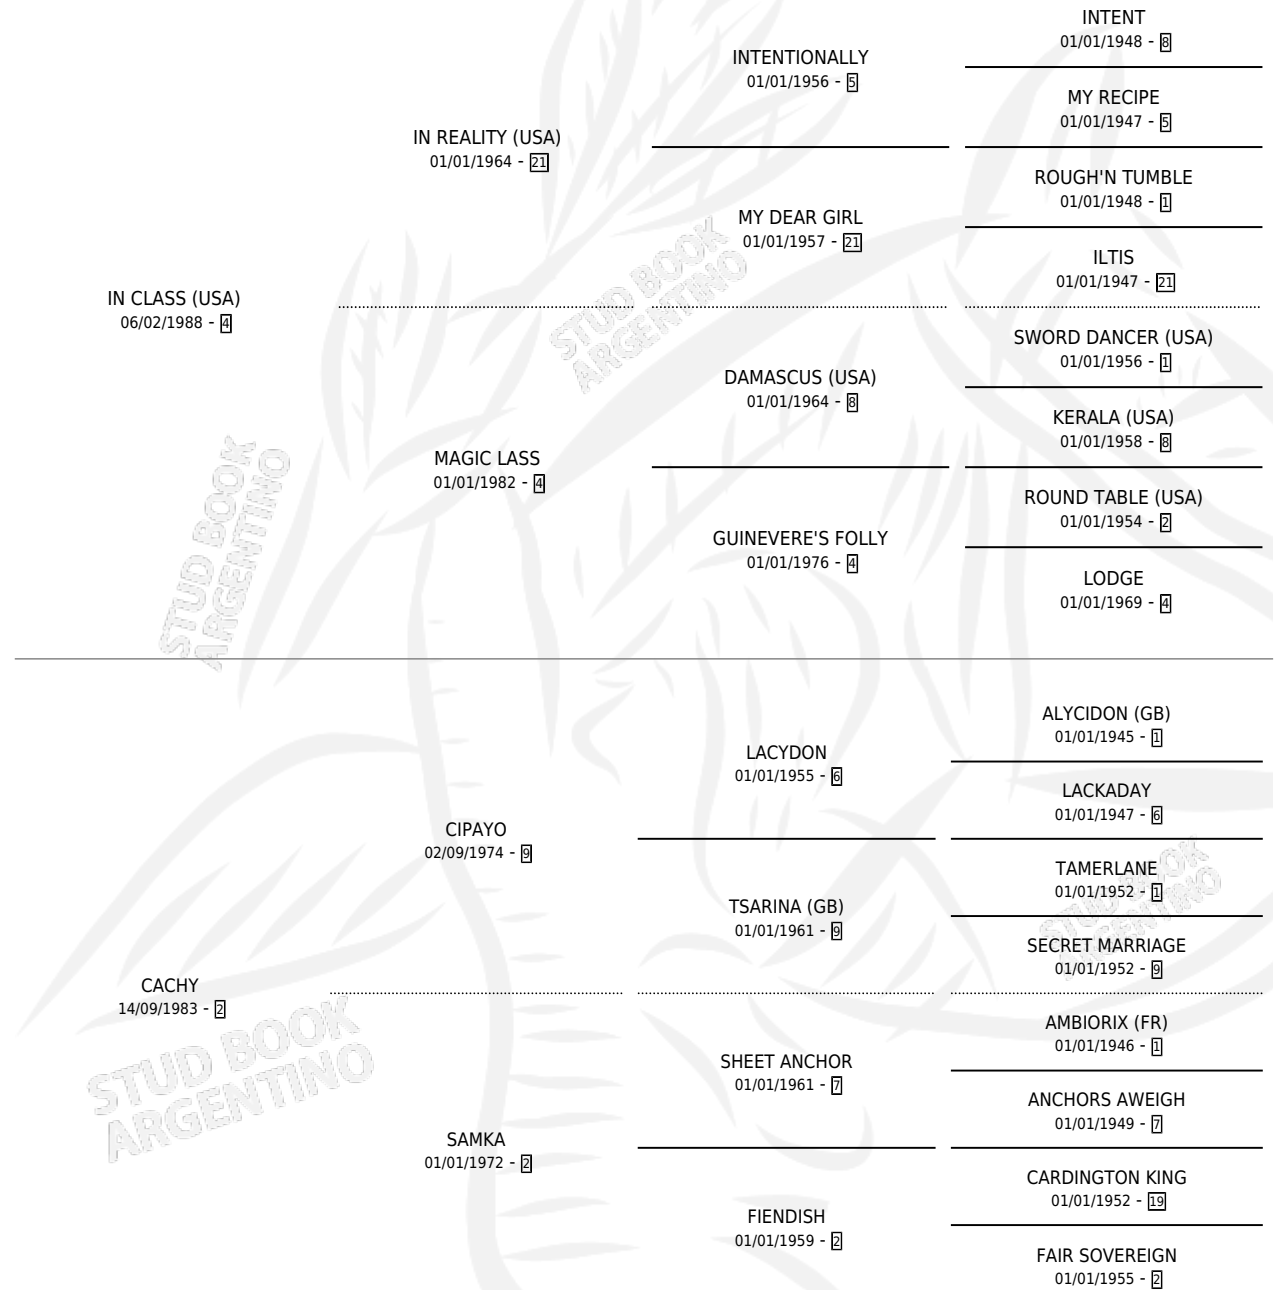 INTENT
01/01/1948 - 8
INTENTIONALLY
01/01/1956 - 5
MY RECIPE
01/01/1947 - 5
IN REALITY (USA)
01/01/1964 - 21
ROUGH'N TUMBLE
01/01/1948 - 1
MY DEAR GIRL
01/01/1957 - 21
ILTIS
01/01/1947 - 21
IN CLASS (USA)
06/02/1988 - 4
STUD BOOK
ARGENTINO
SWORD DANCER (USA)
01/01/1956 - 1
DAMASCUS (USA)
01/01/1964 - 8
KERALA (USA)
01/01/1958 - 8
MAGIC LASS
01/01/1982 - 4
ROUND TABLE (USA)
01/01/1954 - 2
GUINEVERE'S FOLLY
01/01/1976 - 4
LODGE
01/01/1969 - 4
STUD BOOK
ARGENTINO
ALYCIDON (GB)
01/01/1945 - 1
LACYDON
01/01/1955 - 6
LACKADAY
01/01/1947 - 6
CIPAYO
02/09/1974 - 9
TAMERLANE
01/01/1952 - 1
TSARINA (GB)
01/01/1961 - 9
SECRET MARRIAGE
01/01/1952 - 9
STUD BOOK
ARGENTINO
CACHY
14/09/1983 - 2
AMBIORIX (FR)
01/01/1946 - 1
SHEET ANCHOR
01/01/1961 - 7
ANCHORS AWEIGH
01/01/1949 - 7
STUD BOOK
ARGENTINO
SAMKA
01/01/1972 - 2
CARDINGTON KING
01/01/1952 - 19
FIENDISH
01/01/1959 - 2
FAIR SOVEREIGN
01/01/1955 - 2